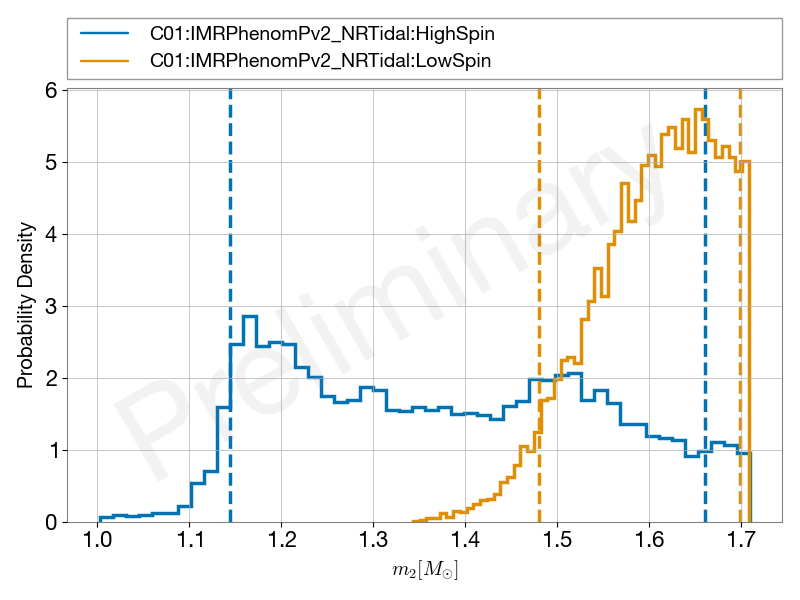 C01:IMRPhenomPv2_NRTidal:HighSpin
C01:IMRPhenomPv2_NRTidal:LowSpin
6
5
4
3
2
1
0
Probability Density
Preliminary
1.0 1.1 1.2 1.3 1.4 1.5 1.6 1.7
m₂[M☉]